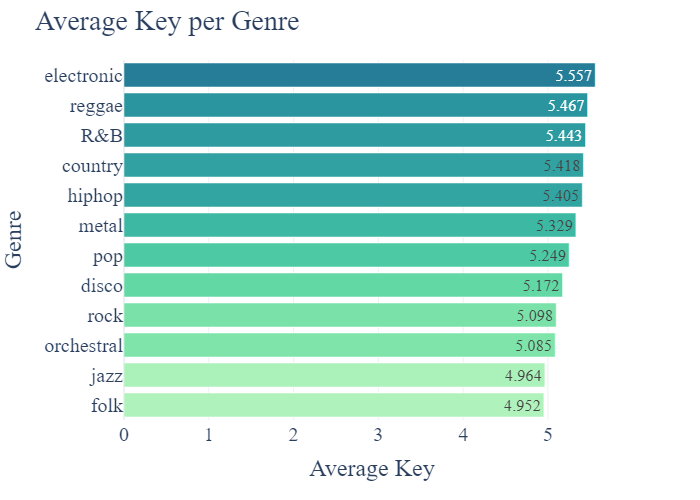 Average Key per Genre
Genre
electronic 5.557
reggae 5.467
R&B 5.443
country 5.418
hiphop 5.405
metal 5.329
pop 5.249
disco 5.172
rock 5.098
orchestral 5.085
jazz 4.964
folk 4.952
0 1 2 3 4 5
Average Key